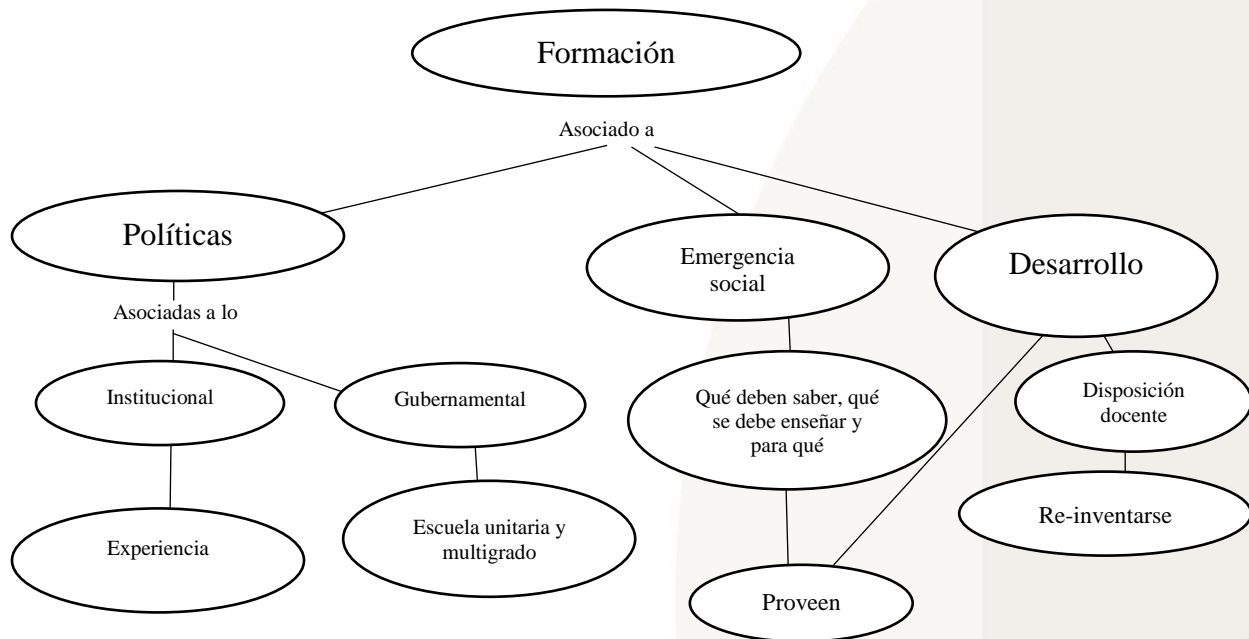 Formación
Asociado a
Políticas
Emergencia
social
Desarrollo
Asociadas a lo
Institucional
Gubernamental
Qué deben saber, qué
se debe enseñar y
para qué
Disposición
docente
Experiencia
Escuela unitaria y
multigrado
Re-inventarse
Proveen